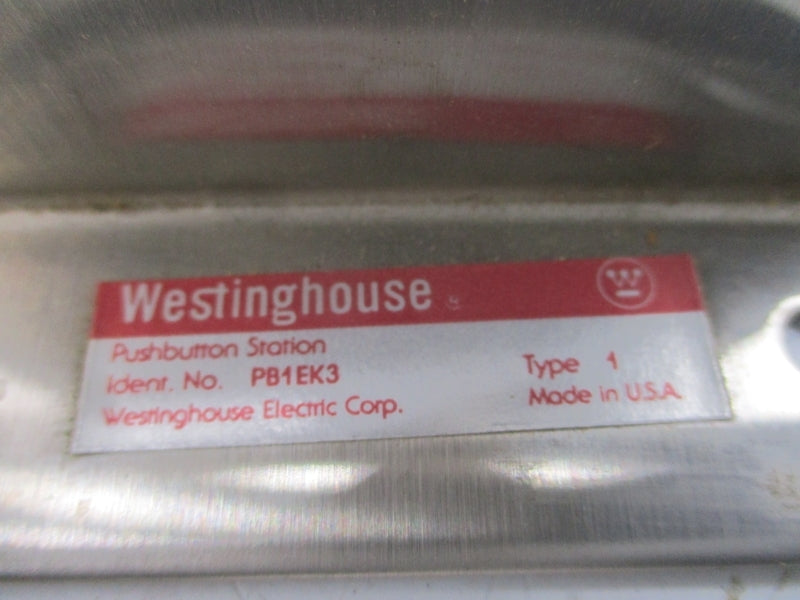 Westinghouse ® W
Pushbutton Station
Ident. No. PB1EK3 Type 1
Westinghouse Electric Corp. Made in U.S.A.